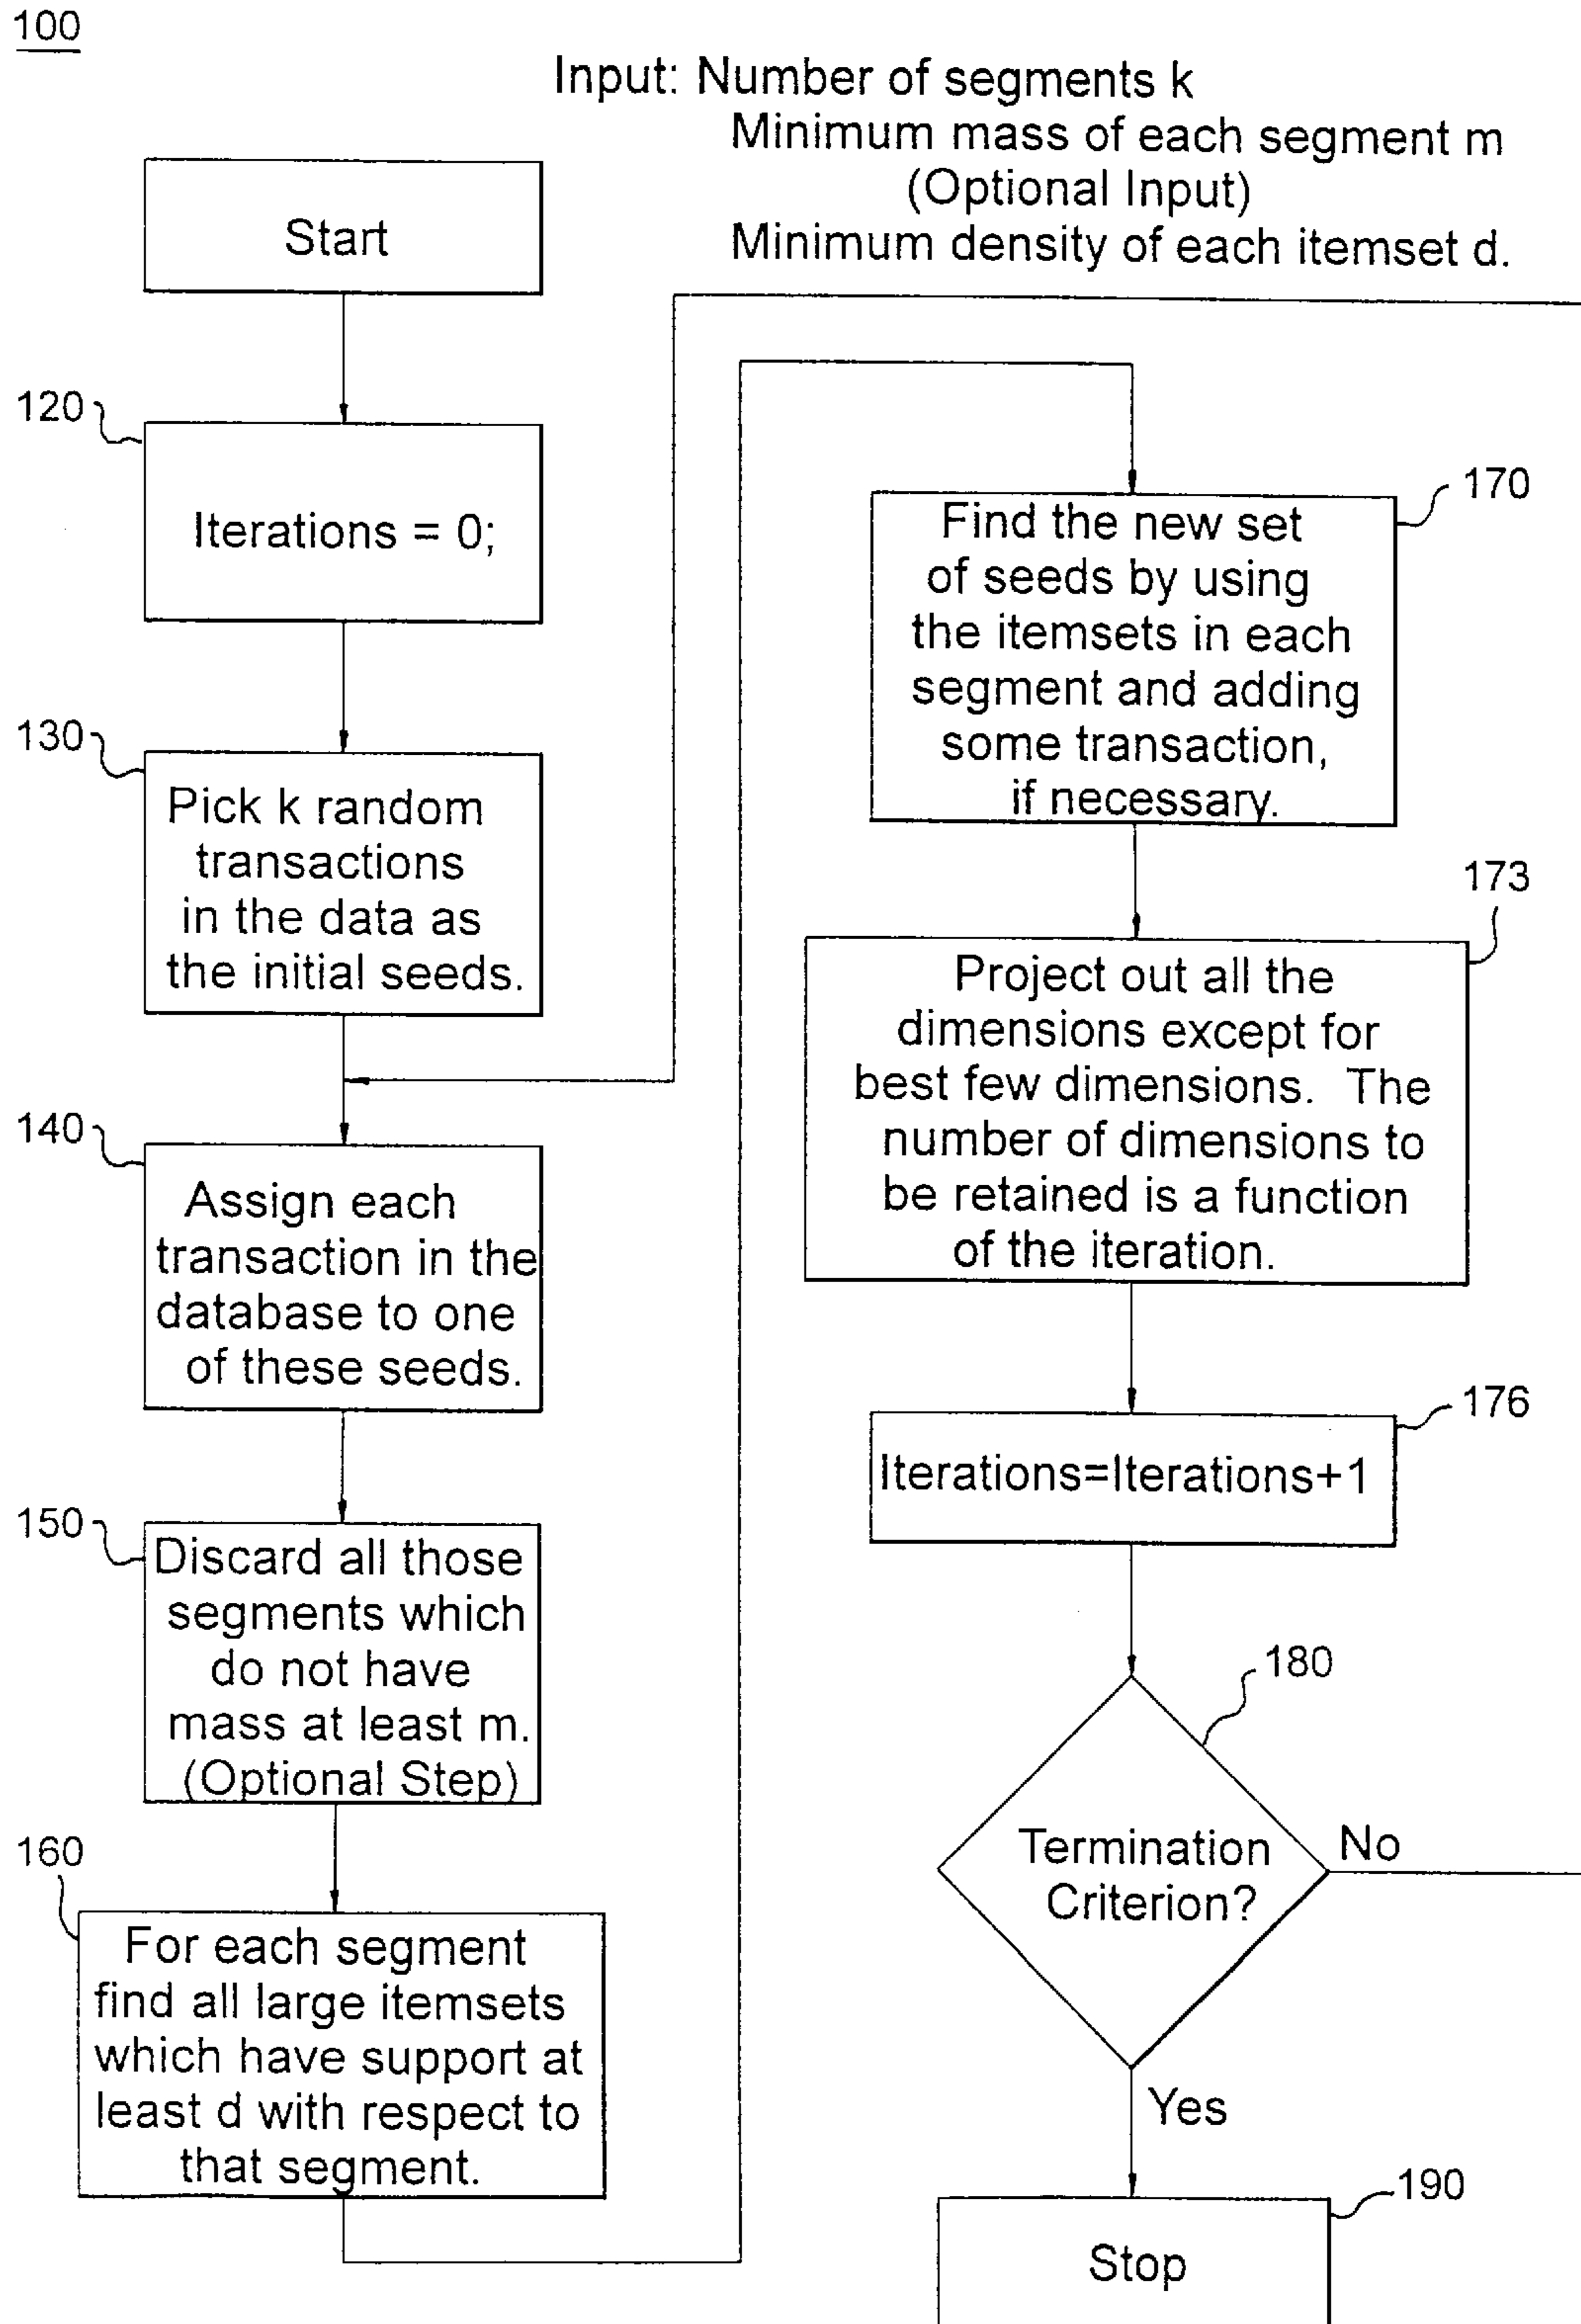 100
Input: Number of segments k
Minimum mass of each segment m
(Optional Input)
Minimum density of each itemset d.
Start
120
Iterations = 0;
130
Pick k random
transactions
in the data as
the initial seeds.
140
Assign each
transaction in the
database to one
of these seeds.
150
Discard all those
segments which
do not have
mass at least m.
(Optional Step)
160
For each segment
find all large itemsets
which have support at
least d with respect to
that segment.
170
Find the new set
of seeds by using
the itemsets in each
segment and adding
some transaction,
if necessary.
173
Project out all the
dimensions except for
best few dimensions. The
number of dimensions to
be retained is a function
of the iteration.
176
Iterations=Iterations+1
180
Termination
Criterion?
No
Yes
190
Stop